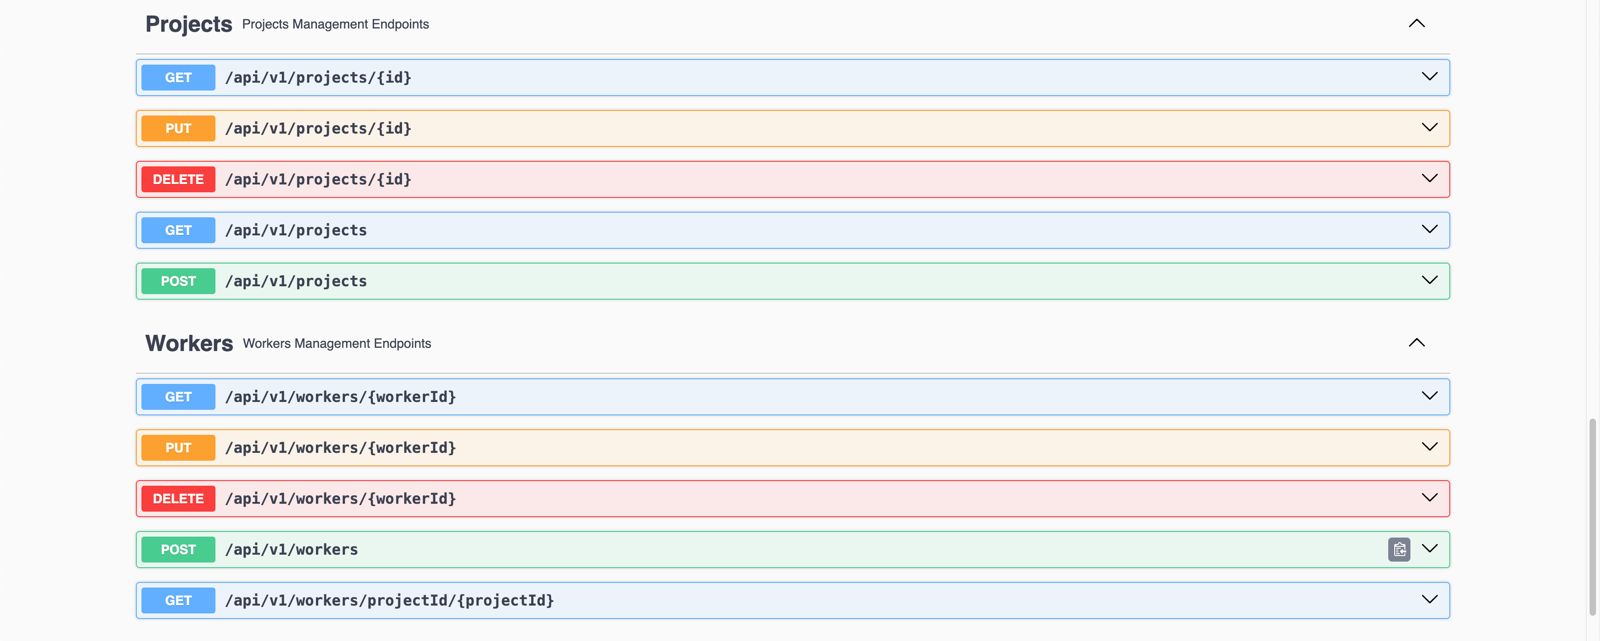 Projects Projects Management Endpoints
GET /api/v1/projects/{id}
PUT /api/v1/projects/{id}
DELETE /api/v1/projects/{id}
GET /api/v1/projects
POST /api/v1/projects
Workers Workers Management Endpoints
GET /api/v1/workers/{workerId}
PUT /api/v1/workers/{workerId}
DELETE /api/v1/workers/{workerId}
POST /api/v1/workers
GET /api/v1/workers/projectId/{projectId}